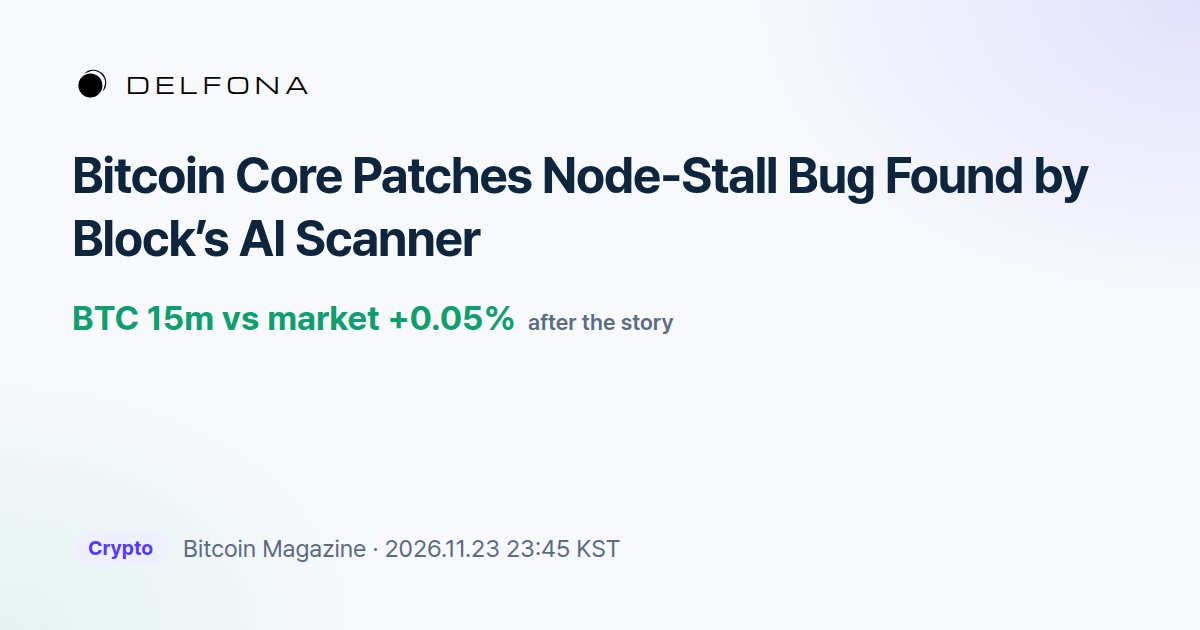 DELFONA
Bitcoin Core Patches Node-Stall Bug Found by
Block’s AI Scanner
BTC 15m vs market +0.05% after the story
Crypto Bitcoin Magazine · 2026.11.23 23:45 KST